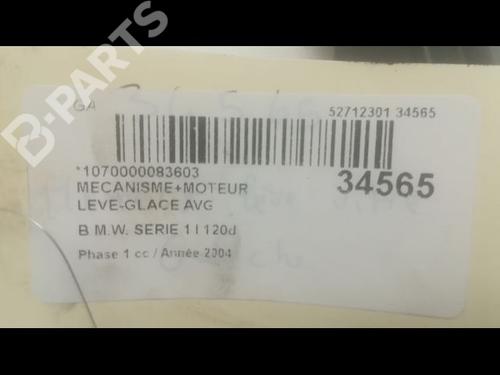 B-PARTS
GA
52712301 34565
*1070000083603
34565
MECANISME+MOTEUR
LEVE-GLACE AVG
B M.W. SERIE 1 I 120d
Phase 1 cc / Année 2004